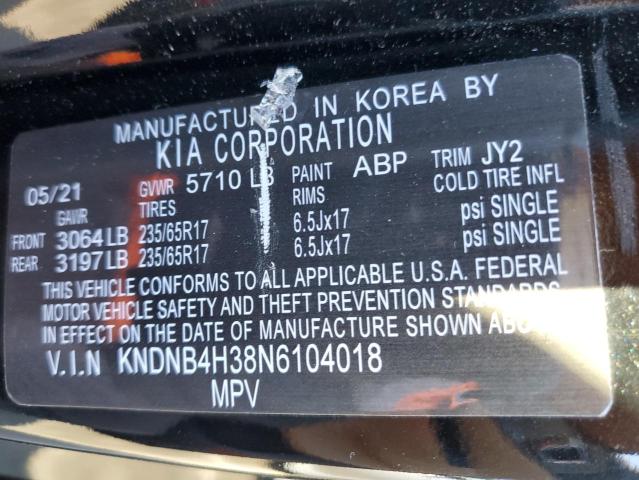 MANUFACTURED IN KOREA BY
KIA CORPORATION
05/21 GVWR 5710 LB PAINT ABP TRIM JY2
GAWR TIRES RIMS COLD TIRE INFL
FRONT 3064 LB 235/65R17 6.5Jx17 psi SINGLE
REAR 3197 LB 235/65R17 6.5Jx17 psi SINGLE
THIS VEHICLE CONFORMS TO ALL APPLICABLE U.S.A. FEDERAL
MOTOR VEHICLE SAFETY AND THEFT PREVENTION STANDARDS
IN EFFECT ON THE DATE OF MANUFACTURE SHOWN
V.I.N KNDNB4H38N6104018
MPV